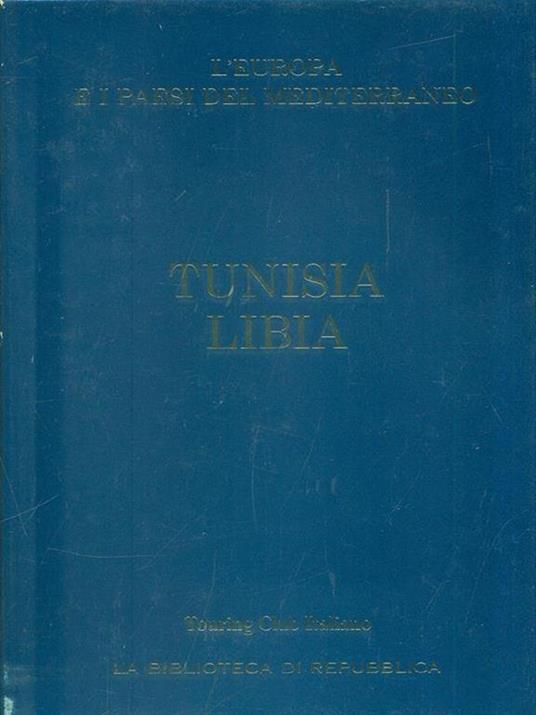 L'EUROPA
E I PAESI DEL MEDITERRANEO
TUNISIA
LIBIA
Touring Club Italiano
LA BIBLIOTECA DI REPUBBLICA